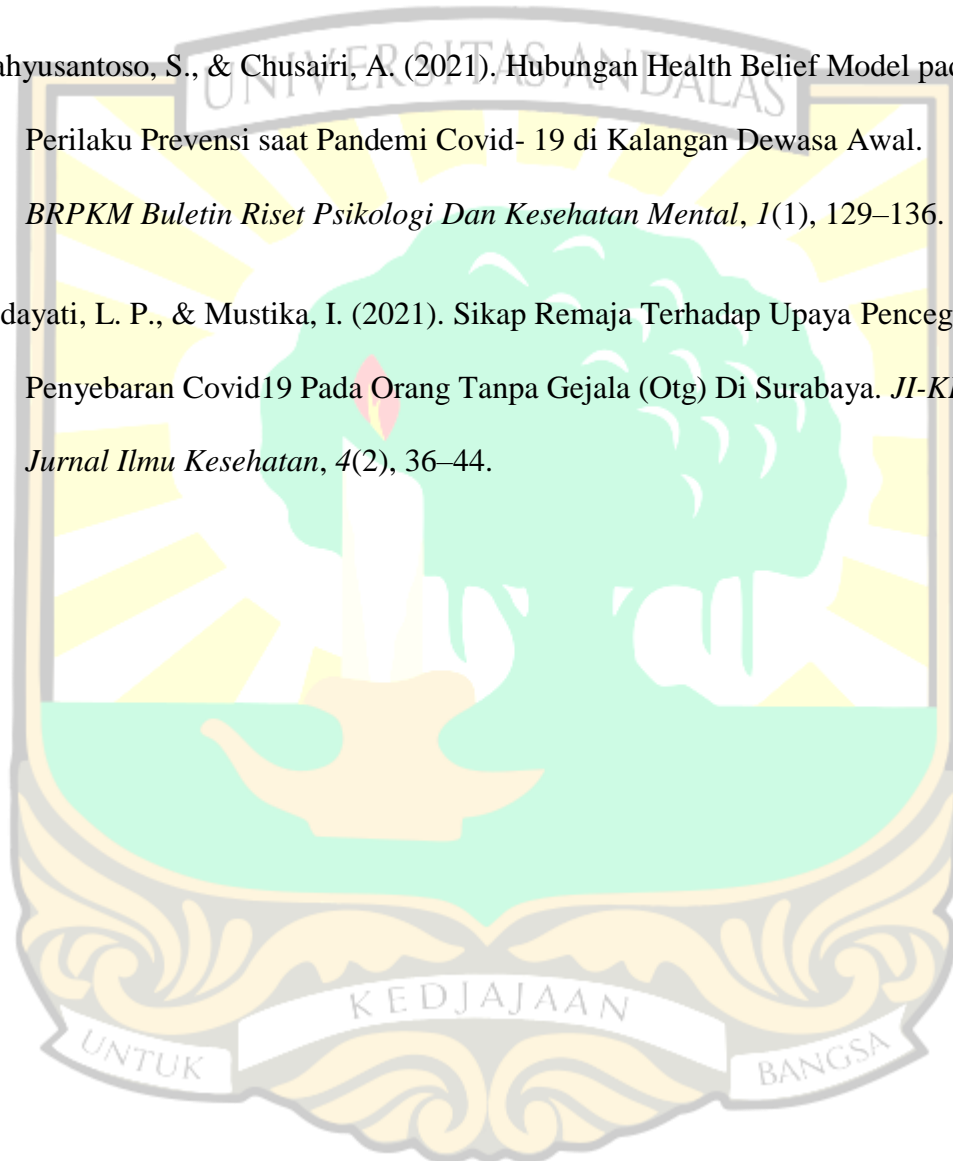 UNIVERSITAS ANDALAS
ahyusantoso, S., & Chusairi, A. (2021). Hubungan Health Belief Model pad
Perilaku Prevensi saat Pandemi Covid- 19 di Kalangan Dewasa Awal.
BRPKM Buletin Riset Psikologi Dan Kesehatan Mental, 1(1), 129–136.
dayati, L. P., & Mustika, I. (2021). Sikap Remaja Terhadap Upaya Penceg
Penyebaran Covid19 Pada Orang Tanpa Gejala (Otg) Di Surabaya. JI-K
Jurnal Ilmu Kesehatan, 4(2), 36–44.
KEDJAJAAN
UNTUK
BANGSA